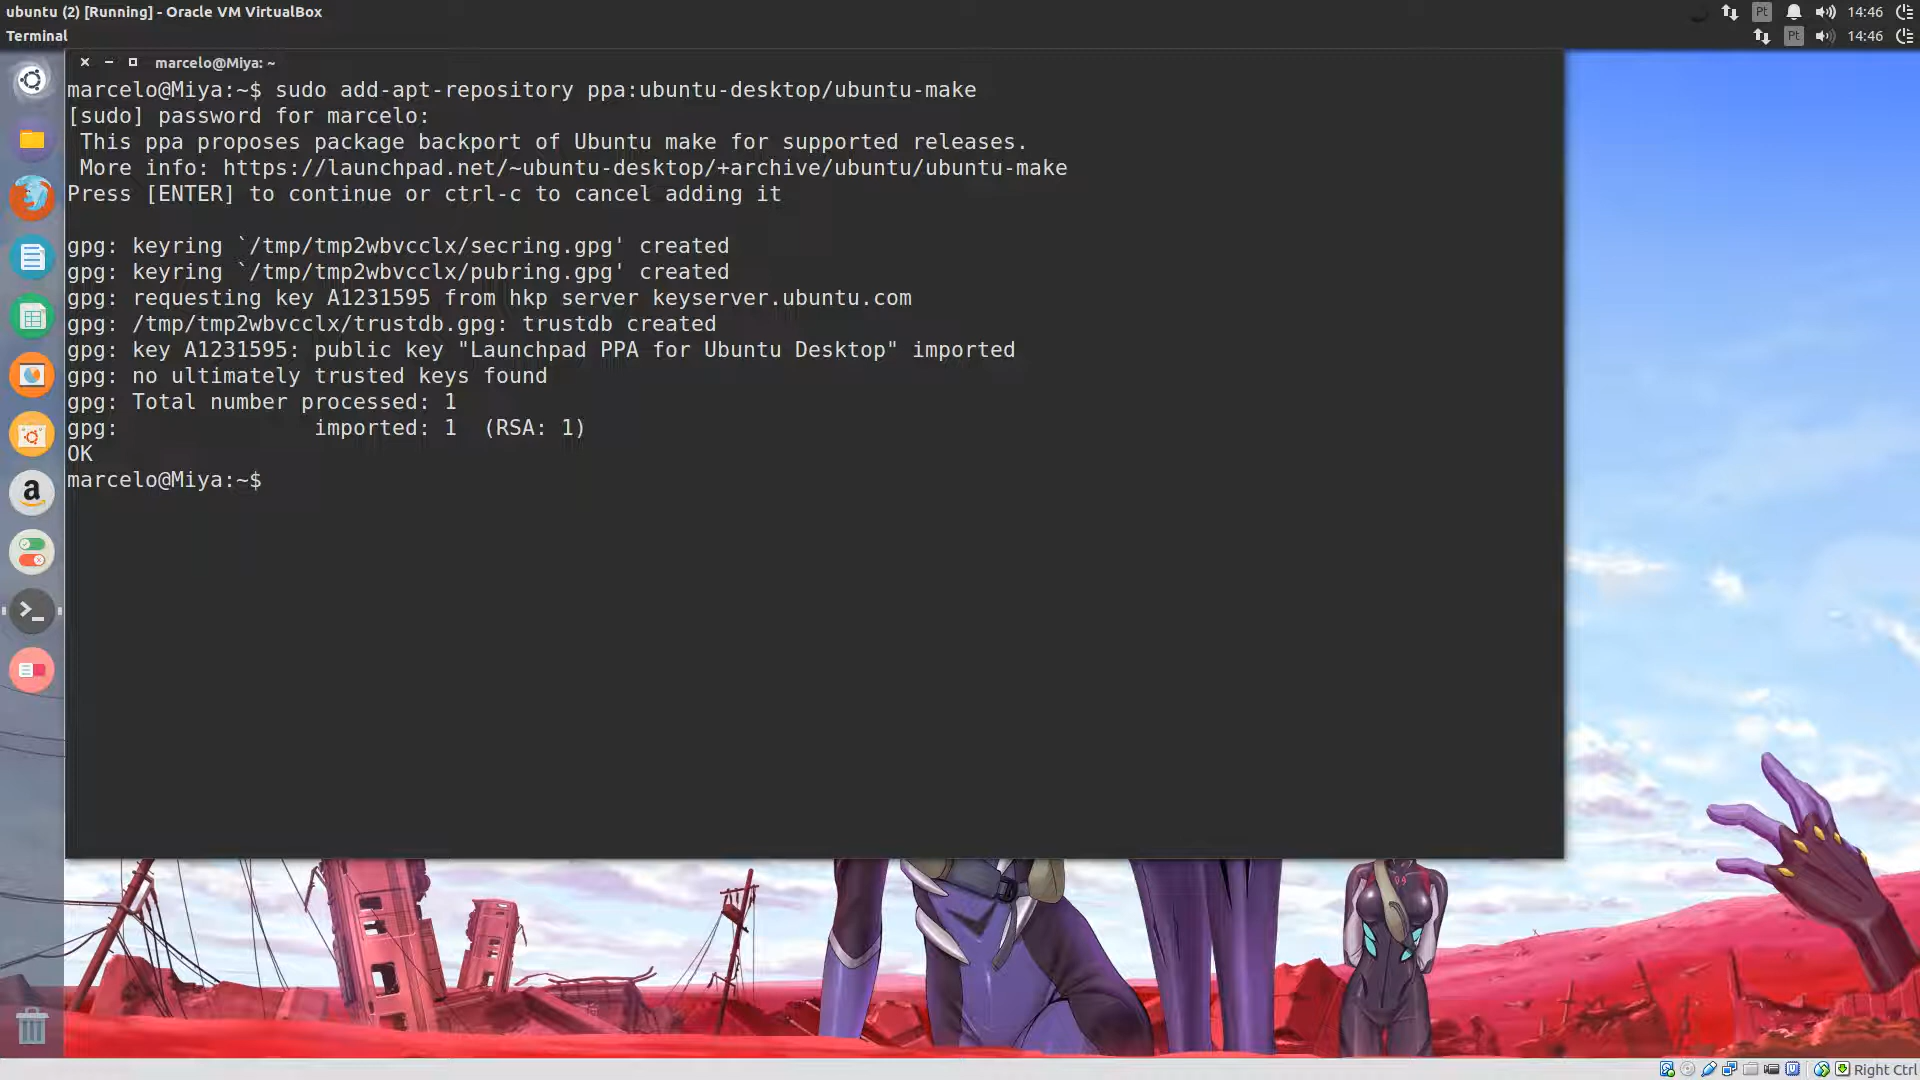 ubuntu (2) [Running] - Oracle VM VirtualBox
Pt
14:46
Terminal
Pt
14:46
marcelo@Miya: ~
marcelo@Miya:~$ sudo add-apt-repository ppa:ubuntu-desktop/ubuntu-make
[sudo] password for marcelo:
 This ppa proposes package backport of Ubuntu make for supported releases.
 More info: https://launchpad.net/~ubuntu-desktop/+archive/ubuntu/ubuntu-make
Press [ENTER] to continue or ctrl-c to cancel adding it
gpg: keyring `/tmp/tmp2wbvcclx/secring.gpg' created
gpg: keyring `/tmp/tmp2wbvcclx/pubring.gpg' created
gpg: requesting key A1231595 from hkp server keyserver.ubuntu.com
gpg: /tmp/tmp2wbvcclx/trustdb.gpg: trustdb created
gpg: key A1231595: public key "Launchpad PPA for Ubuntu Desktop" imported
gpg: no ultimately trusted keys found
gpg: Total number processed: 1
gpg:               imported: 1  (RSA: 1)
OK
marcelo@Miya:~$
a
Right Ctrl